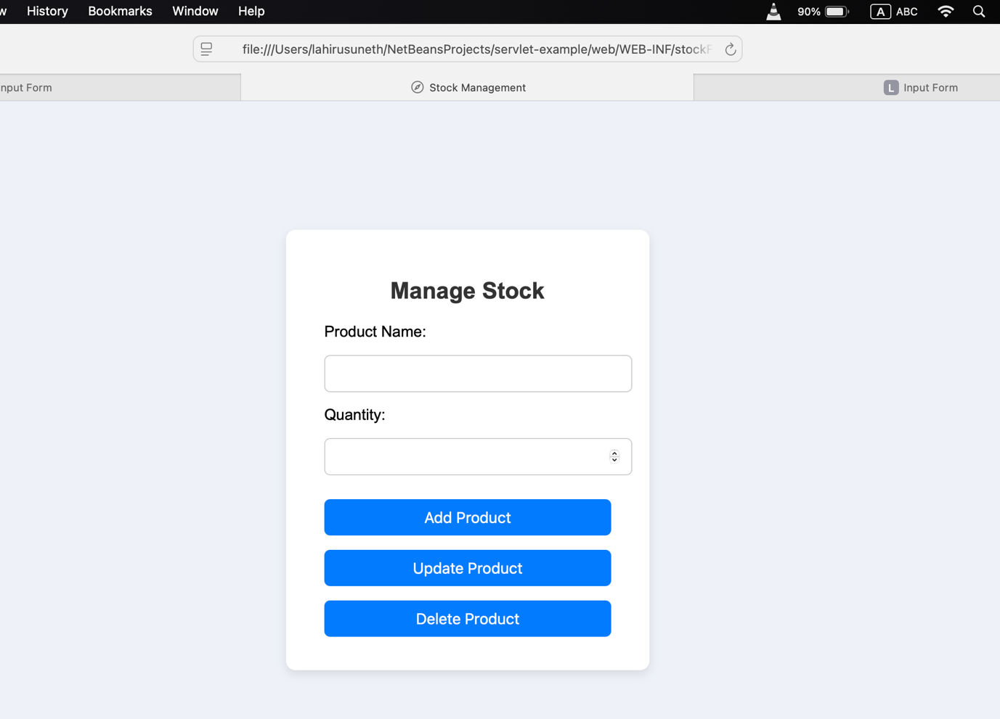 History Bookmarks Window Help 90% A ABC
file:///Users/lahirusuneth/NetBeansProjects/servlet-example/web/WEB-INF/stockF
Input Form Stock Management L Input Form
Manage Stock
Product Name:
Quantity:
Add Product
Update Product
Delete Product